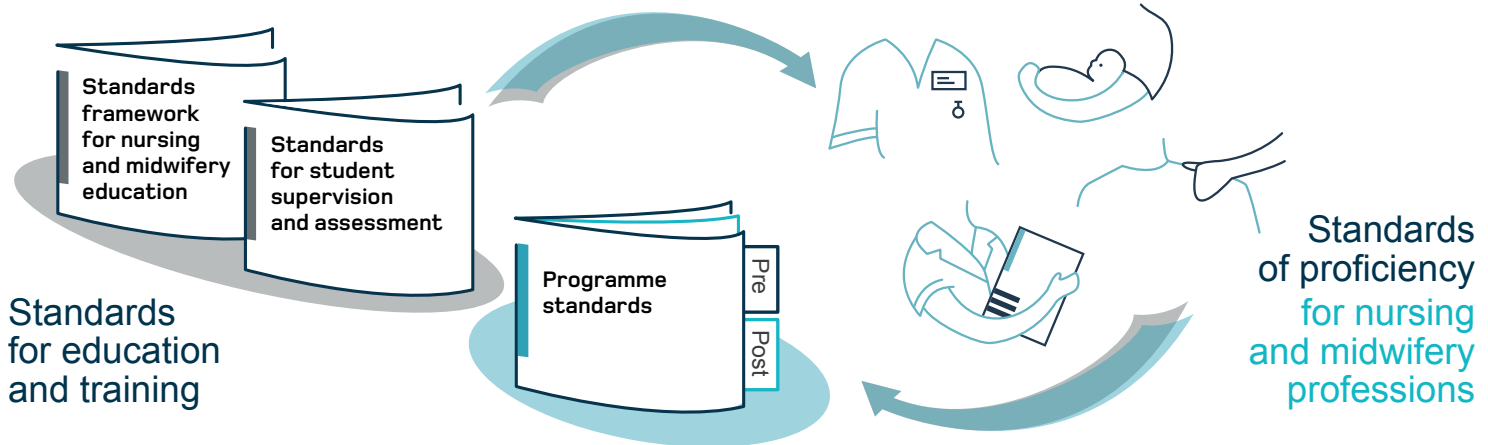 Standards
framework
for nursing
and midwifery
education
Standards
for student
supervision
and assessment
Programme
standards
Pre
Post
Standards
for education
and training
Standards
of proficiency
for nursing
and midwifery
professions